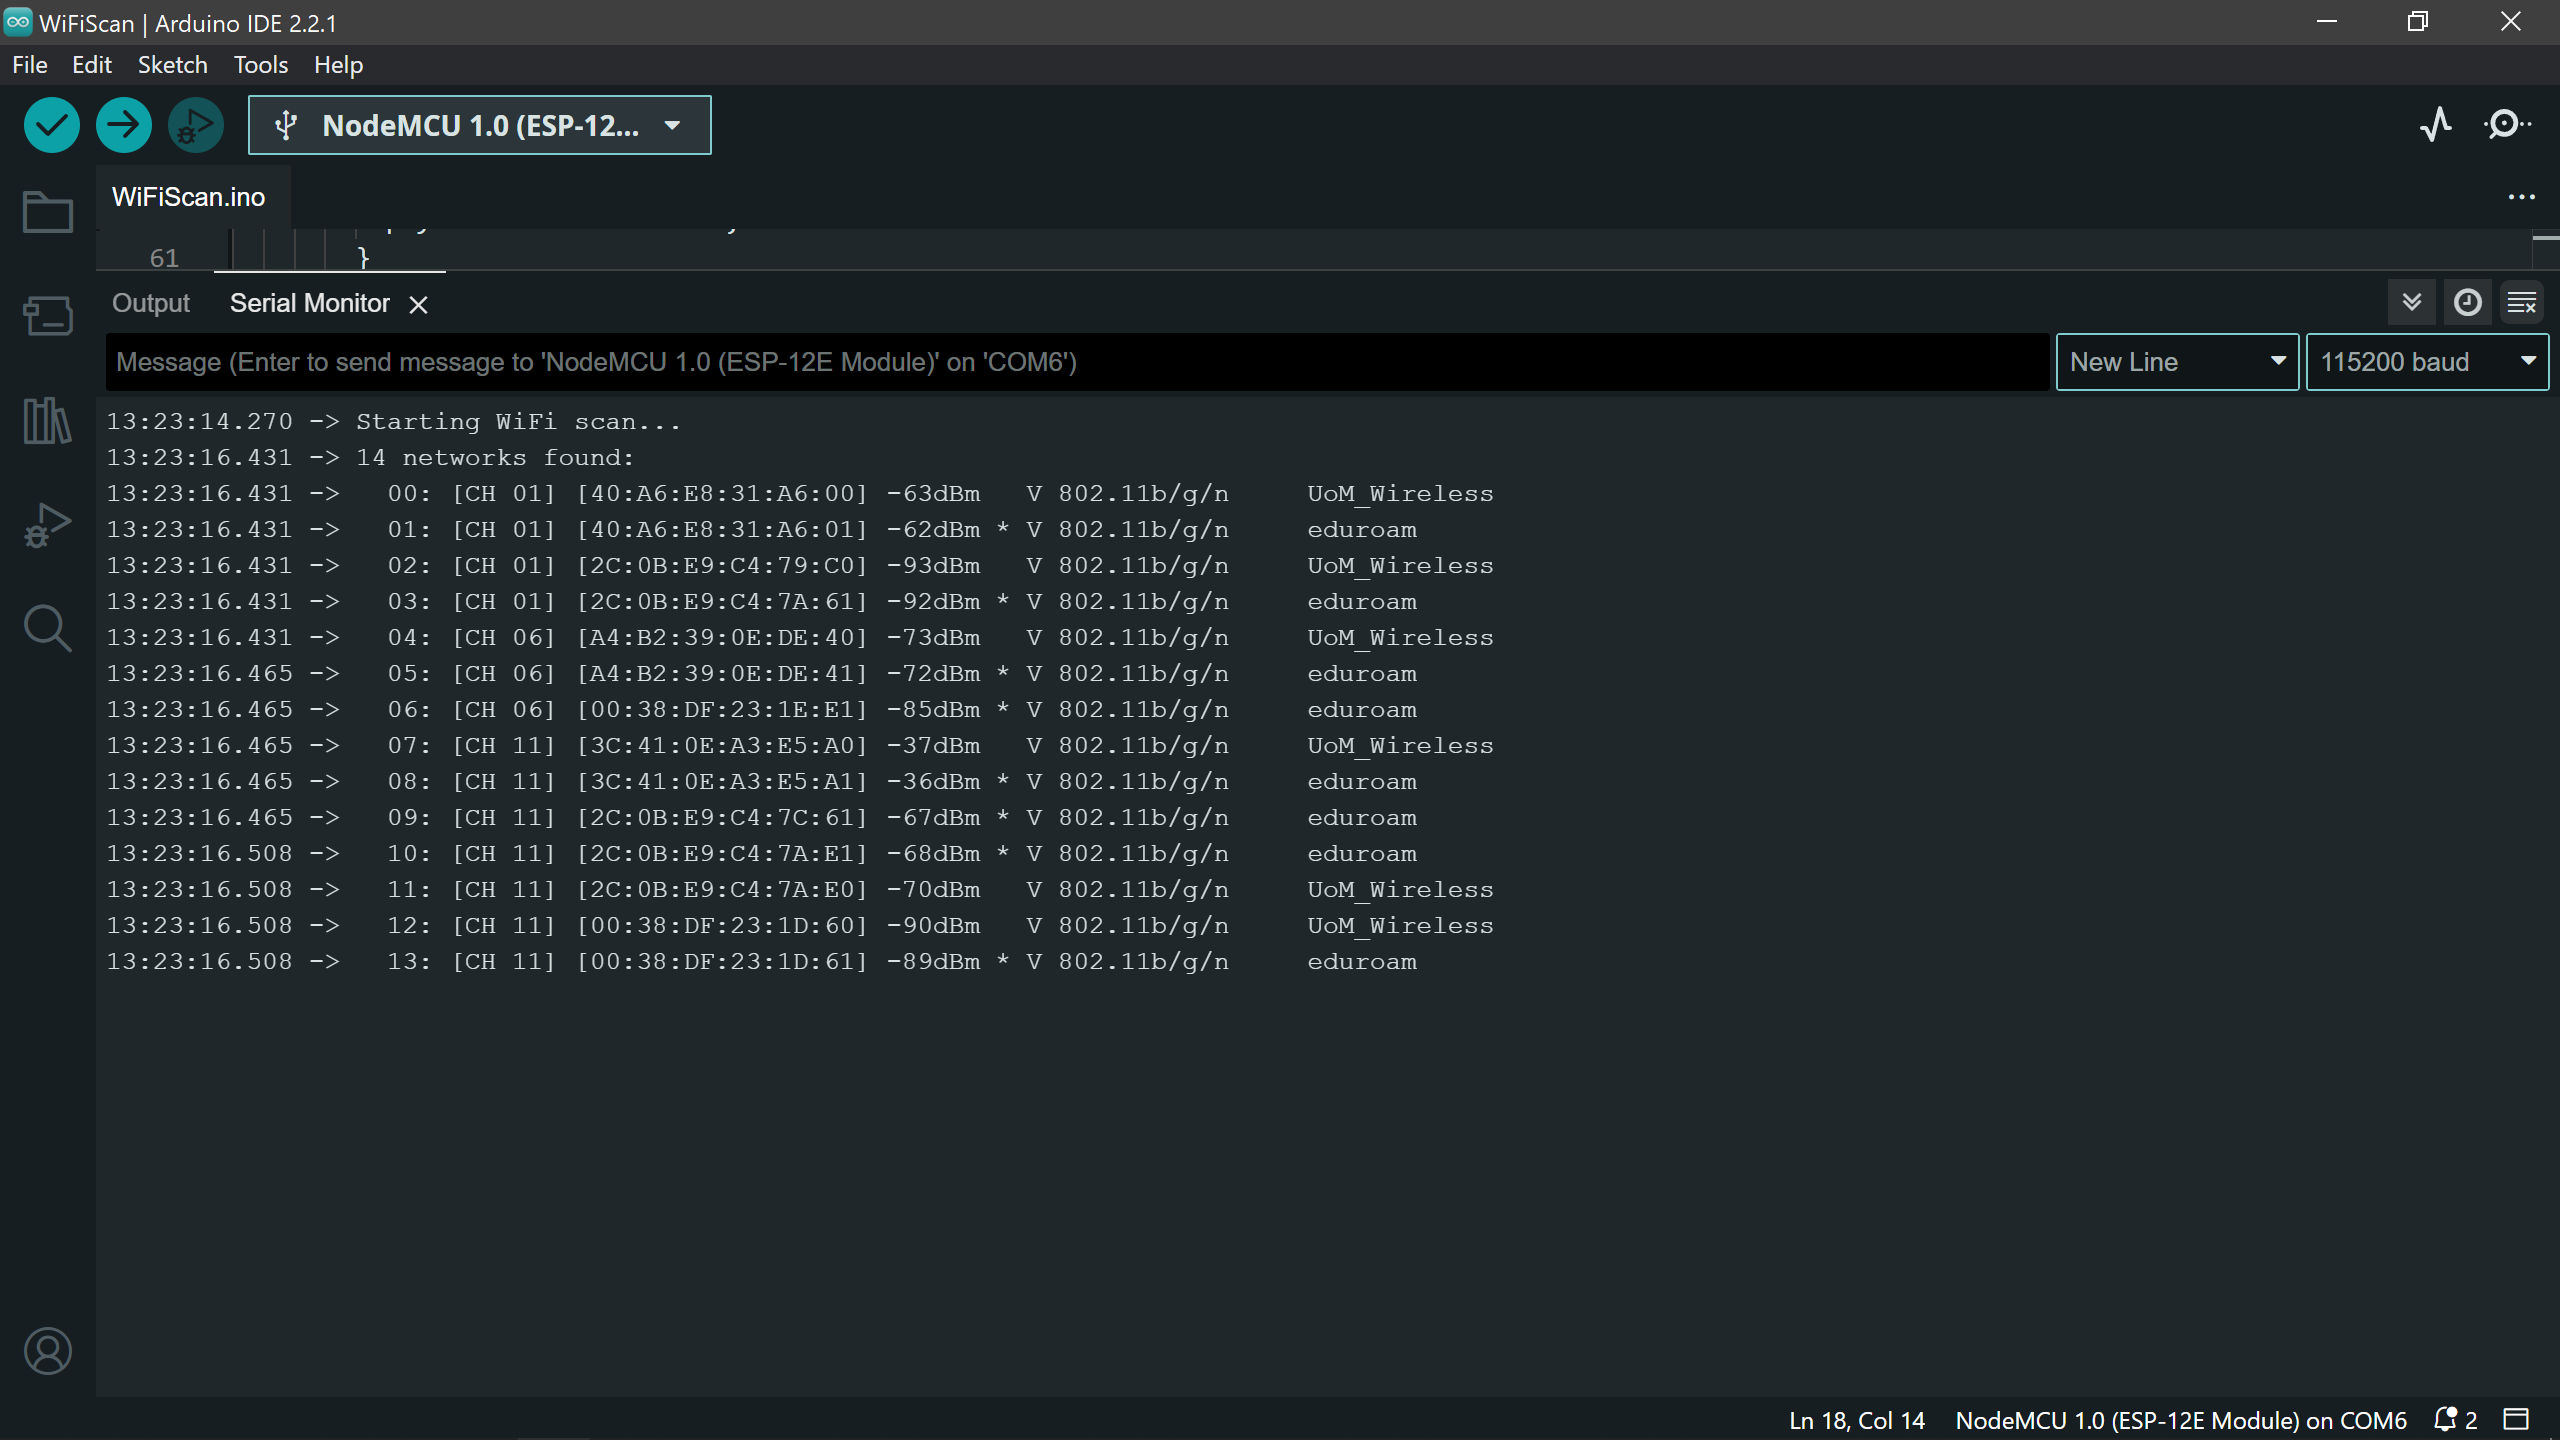 WiFiScan | Arduino IDE 2.2.1
File Edit Sketch Tools Help
NodeMCU 1.0 (ESP-12...
WiFiScan.ino
61 }
Output Serial Monitor
Message (Enter to send message to 'NodeMCU 1.0 (ESP-12E Module)' on 'COM6')
New Line
115200 baud
13:23:14.270 -> Starting WiFi scan...
13:23:16.431 -> 14 networks found:
13:23:16.431 -> 00: [CH 01] [40:A6:E8:31:A6:00] -63dBm V 802.11b/g/n UoM_Wireless
13:23:16.431 -> 01: [CH 01] [40:A6:E8:31:A6:01] -62dBm * V 802.11b/g/n eduroam
13:23:16.431 -> 02: [CH 01] [2C:0B:E9:C4:79:C0] -93dBm V 802.11b/g/n UoM_Wireless
13:23:16.431 -> 03: [CH 01] [2C:0B:E9:C4:7A:61] -92dBm * V 802.11b/g/n eduroam
13:23:16.431 -> 04: [CH 06] [A4:B2:39:0E:DE:40] -73dBm V 802.11b/g/n UoM_Wireless
13:23:16.465 -> 05: [CH 06] [A4:B2:39:0E:DE:41] -72dBm * V 802.11b/g/n eduroam
13:23:16.465 -> 06: [CH 06] [00:38:DF:23:1E:E1] -85dBm * V 802.11b/g/n eduroam
13:23:16.465 -> 07: [CH 11] [3C:41:0E:A3:E5:A0] -37dBm V 802.11b/g/n UoM_Wireless
13:23:16.465 -> 08: [CH 11] [3C:41:0E:A3:E5:A1] -36dBm * V 802.11b/g/n eduroam
13:23:16.465 -> 09: [CH 11] [2C:0B:E9:C4:7C:61] -67dBm * V 802.11b/g/n eduroam
13:23:16.508 -> 10: [CH 11] [2C:0B:E9:C4:7A:E1] -68dBm * V 802.11b/g/n eduroam
13:23:16.508 -> 11: [CH 11] [2C:0B:E9:C4:7A:E0] -70dBm V 802.11b/g/n UoM_Wireless
13:23:16.508 -> 12: [CH 11] [00:38:DF:23:1D:60] -90dBm V 802.11b/g/n UoM_Wireless
13:23:16.508 -> 13: [CH 11] [00:38:DF:23:1D:61] -89dBm * V 802.11b/g/n eduroam
Ln 18, Col 14 NodeMCU 1.0 (ESP-12E Module) on COM6 2